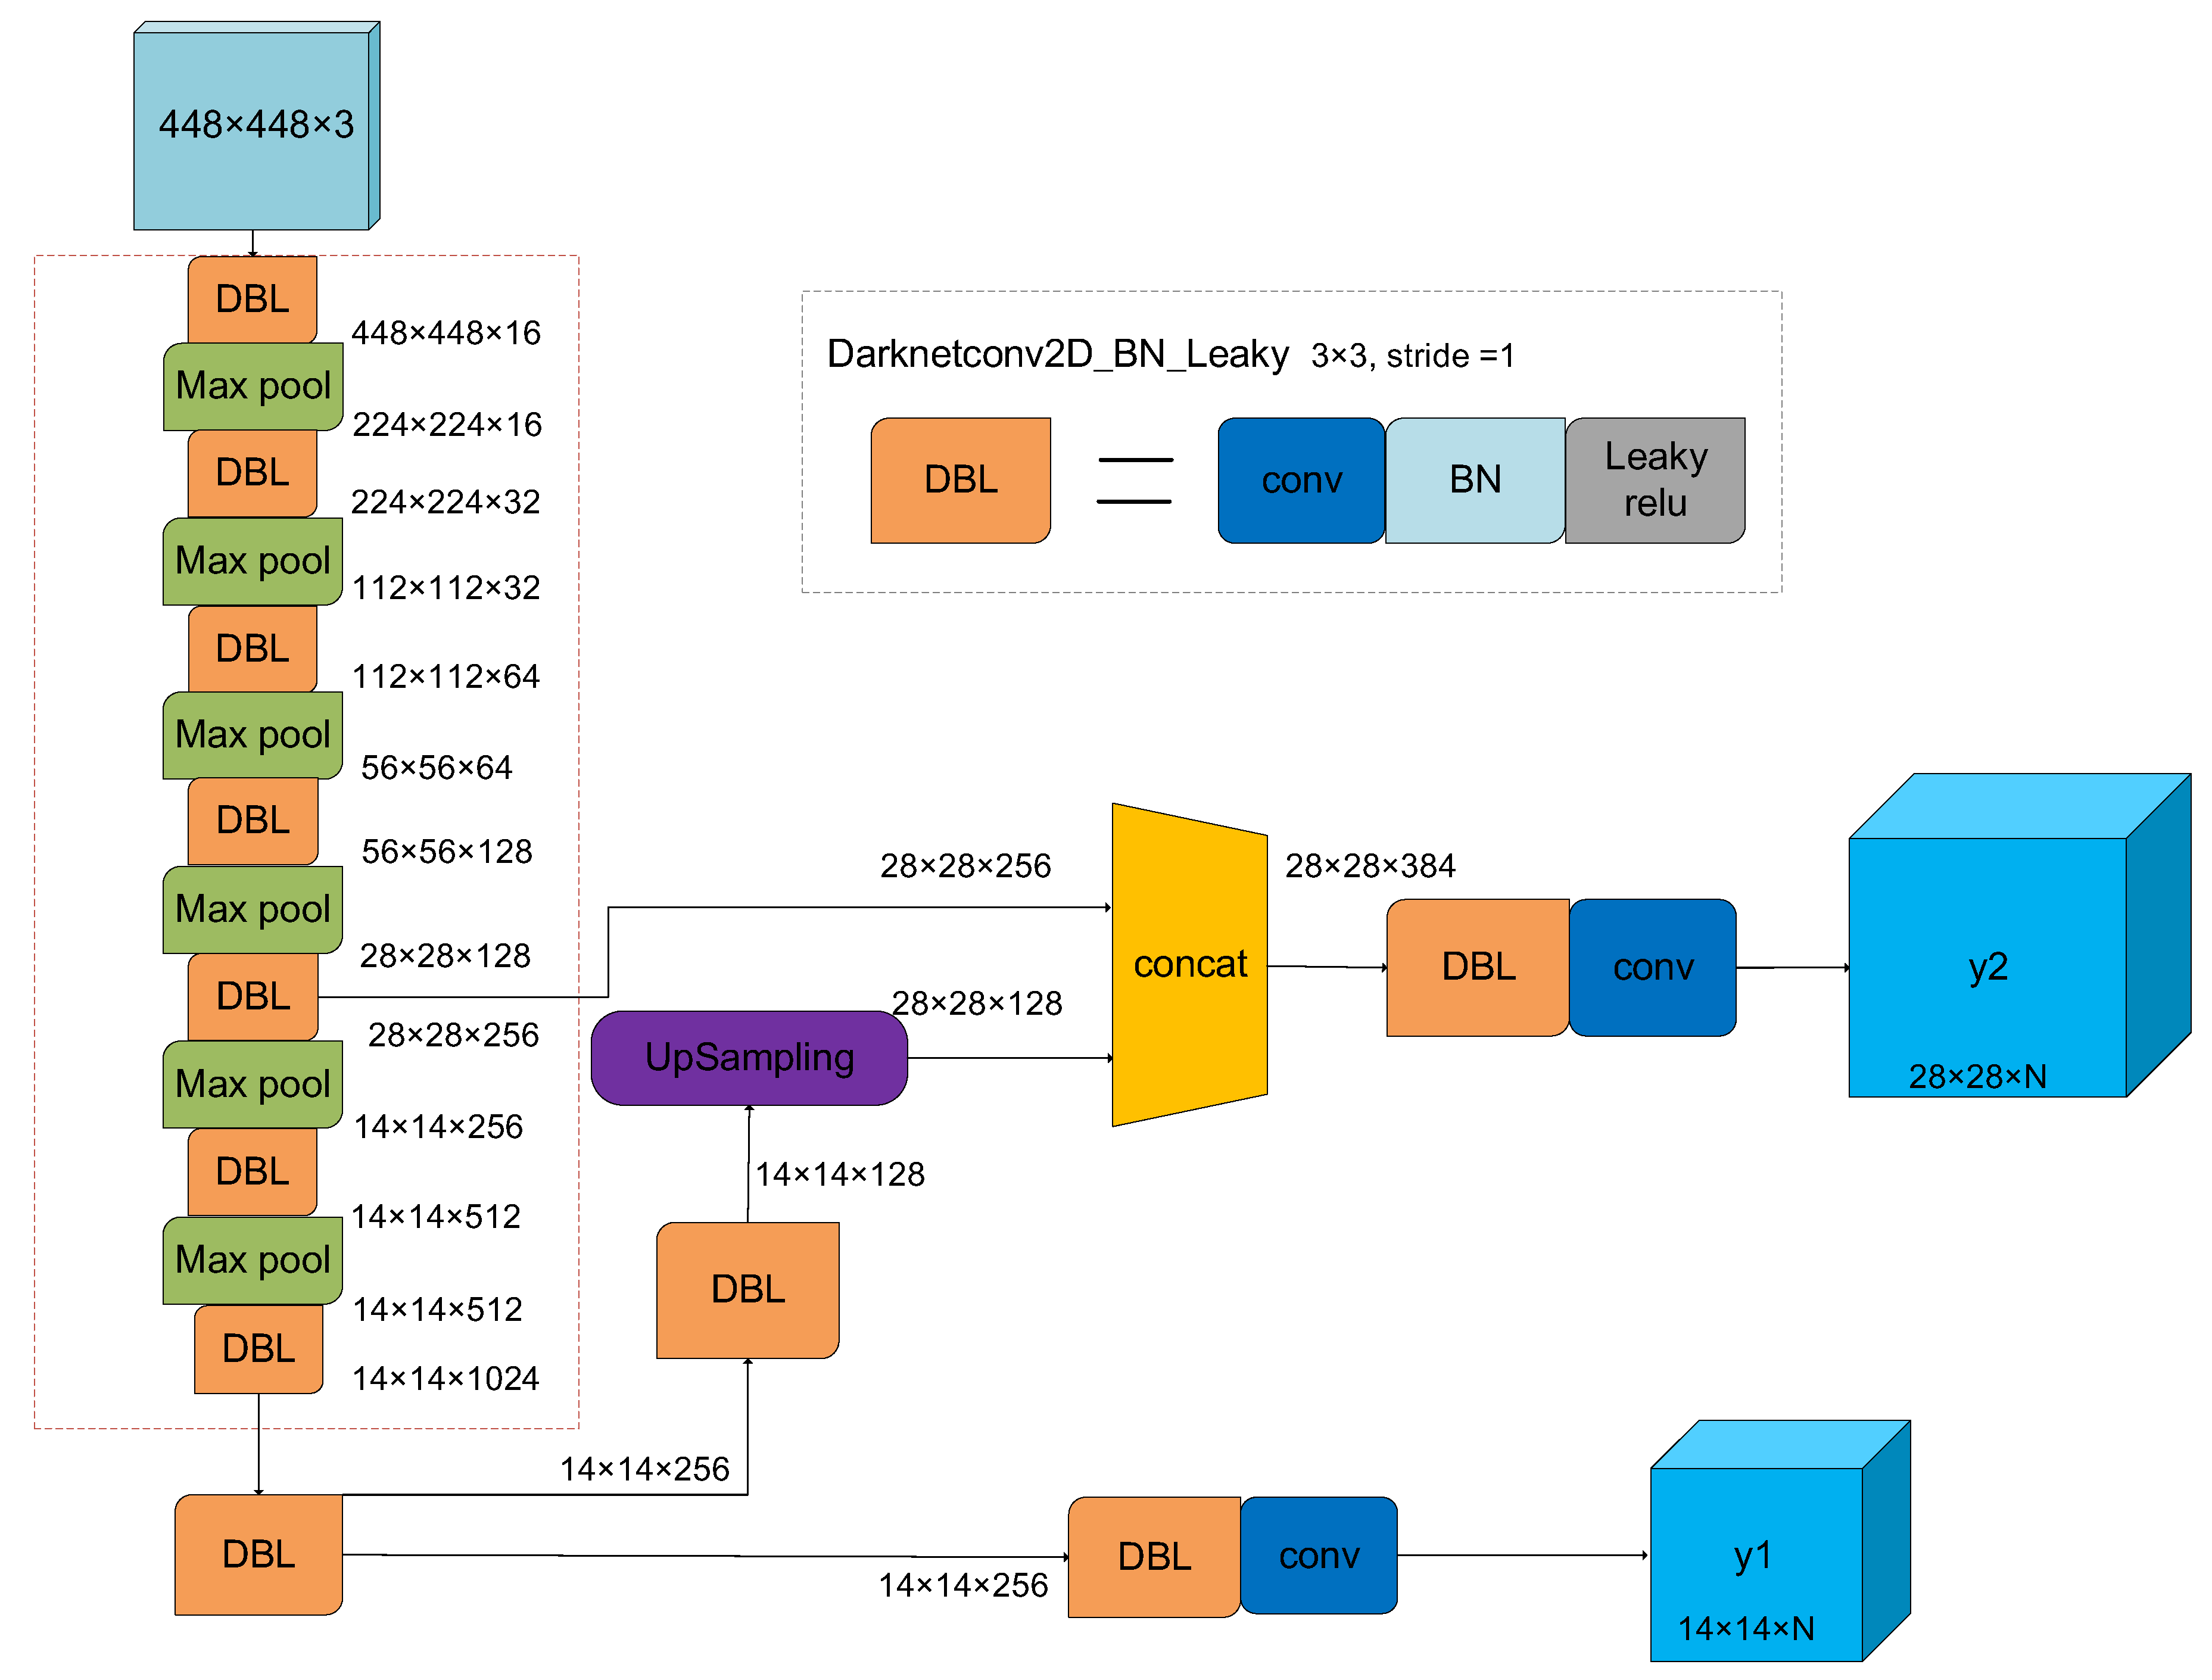 448×448×3
DBL
448×448×16
Max pool
224×224×16
DBL
224×224×32
Max pool
112×112×32
DBL
112×112×64
Max pool
56×56×64
DBL
56×56×128
Max pool
28×28×128
DBL
28×28×256
Max pool
14×14×256
DBL
14×14×512
Max pool
14×14×512
DBL
14×14×1024
DBL
Darknetconv2D_BN_Leaky 3×3, stride =1
DBL
conv
BN
Leaky
relu
28×28×256
28×28×128
UpSampling
14×14×128
DBL
14×14×256
concat
28×28×384
DBL
conv
y2
28×28×N
14×14×256
DBL
conv
y1
14×14×N